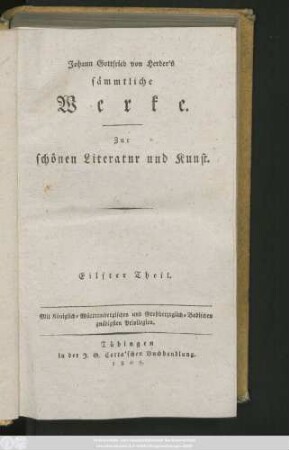 Johann Gottfried von Herder's
sämmtliche
Werke.
Zur
schönen Literatur und Kunst.
Eilfter Theil.
Mit Königlich-Württembergischen und Großherzoglich-Badischen
gnädigsten Privilegien.
Tübingen
in der J. G. Cotta'schen Buchhandlung.